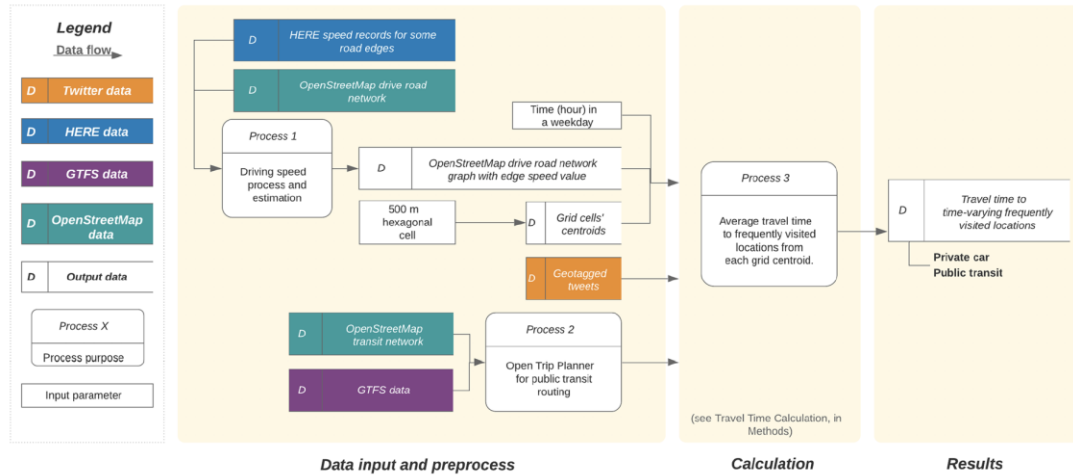 Legend
Data flow
D Twitter data
D HERE data
D GTFS data
D OpenStreetMap
data
D Output data
Process X
Process purpose
Input parameter
D HERE speed records for some
road edges
D OpenStreetMap drive road
network
Process 1
Driving speed
process and
estimation
Time (hour) in
a weekday
D OpenStreetMap drive road network
graph with edge speed value
500 m
hexagonal
cell
D Grid cells'
centroids
D Geotagged
tweets
D OpenStreetMap
transit network
D GTFS data
Process 2
Open Trip Planner
for public transit
routing
Process 3
Average travel time
to frequently visited
locations from
each grid centroid.
(see Travel Time Calculation, in
Methods)
D Travel time to
time-varying frequently
visited locations
Private car
Public transit
Data input and preprocess
Calculation
Results